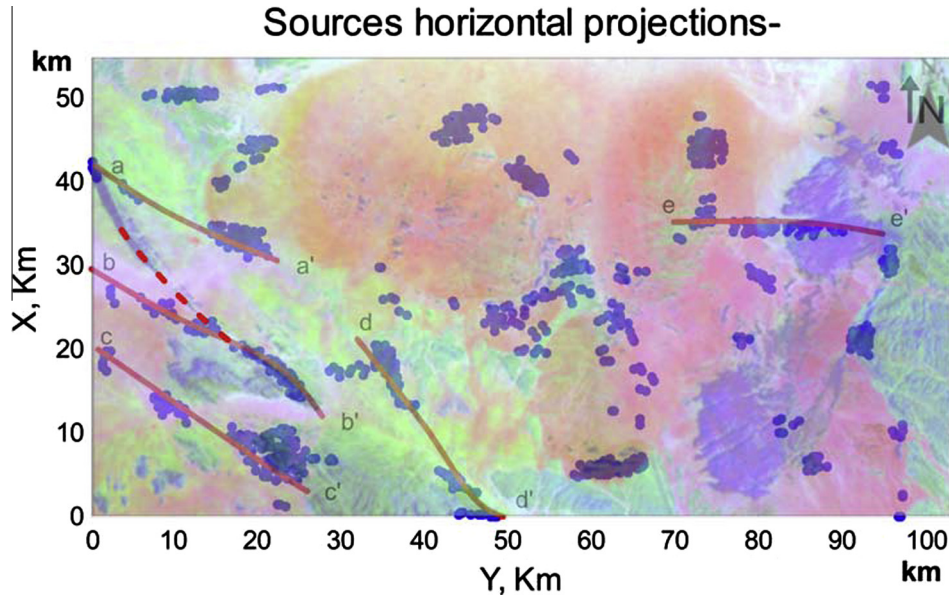 Sources horizontal projections-
km
50
40
30
20
10
0
X, Km
a
a'
b
b'
c
c'
d
d'
e
e'
N
N
0 10 20 30 40 50 60 70 80 90 100
Y, Km
km